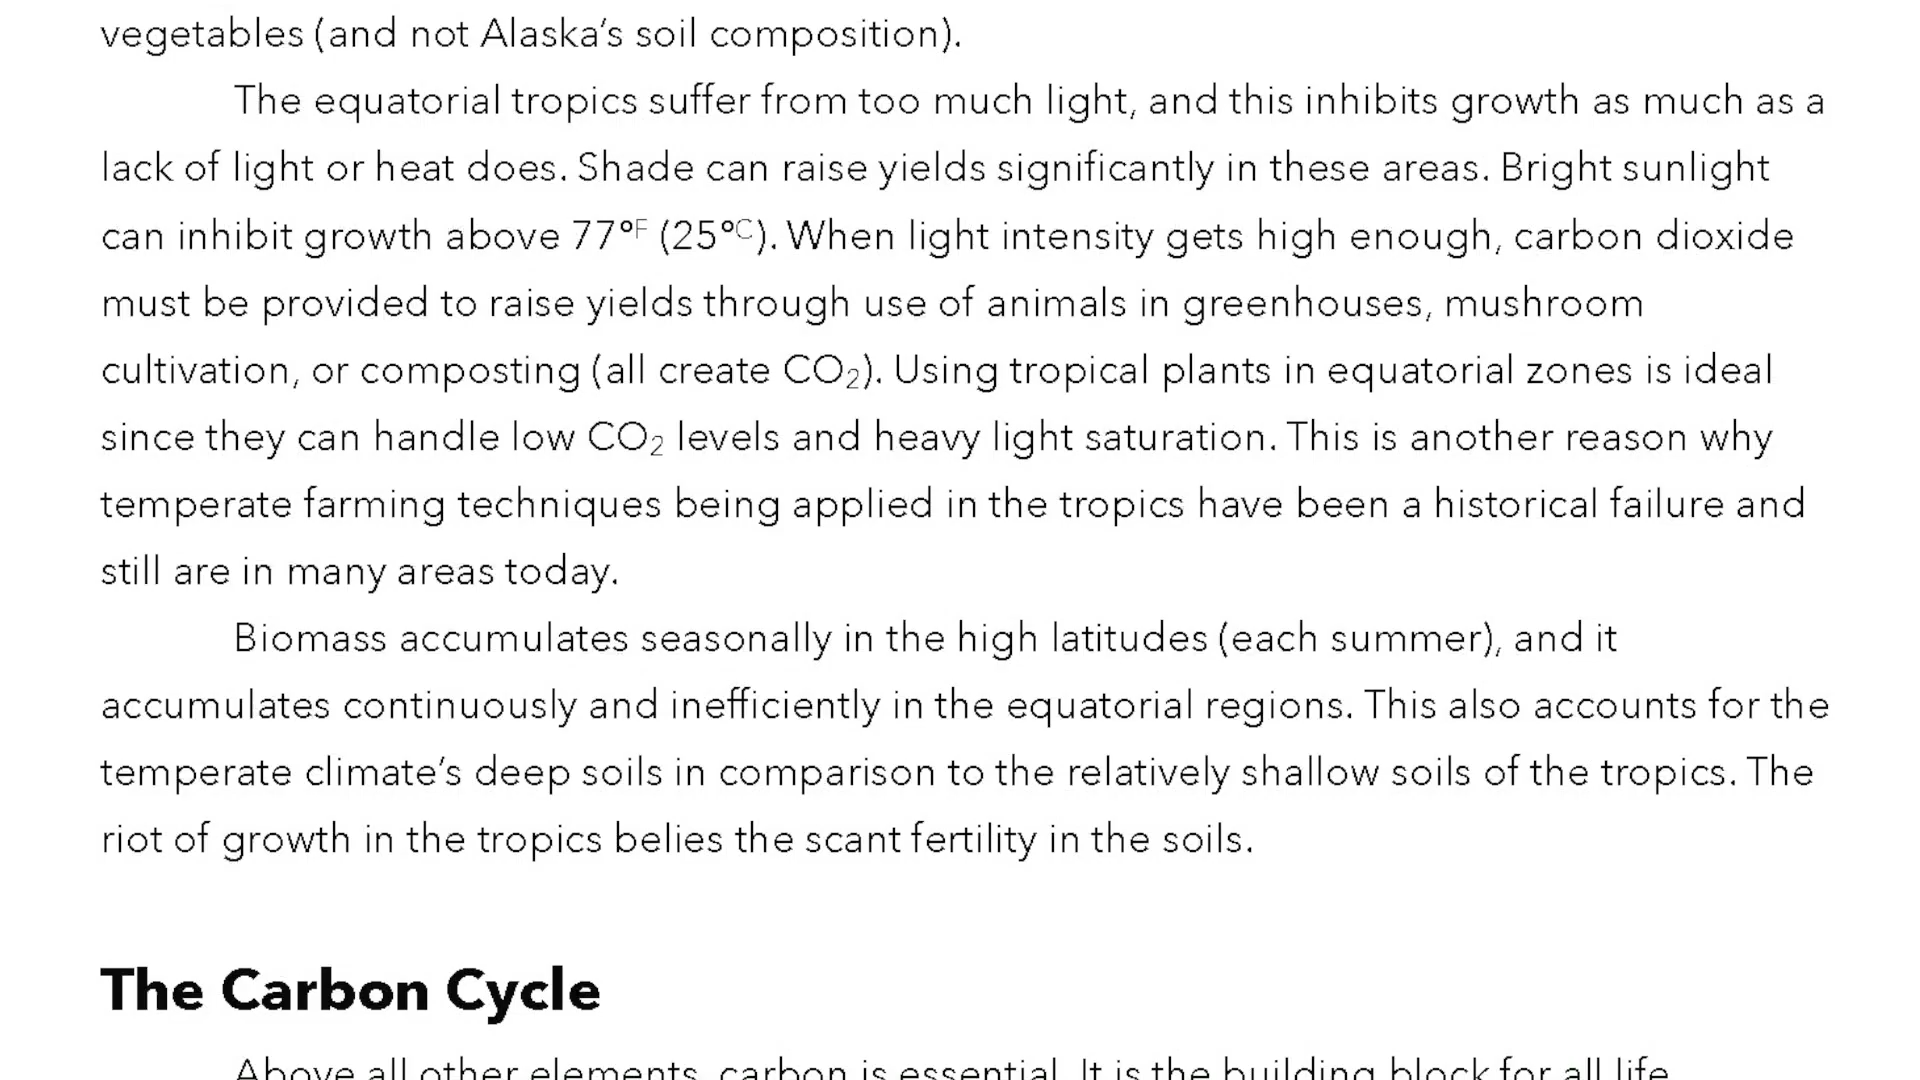 vegetables (and not Alaska’s soil composition).
The equatorial tropics suffer from too much light, and this inhibits growth as much as a
lack of light or heat does. Shade can raise yields significantly in these areas. Bright sunlight
can inhibit growth above 77°F (25°C). When light intensity gets high enough, carbon dioxide
must be provided to raise yields through use of animals in greenhouses, mushroom
cultivation, or composting (all create CO₂). Using tropical plants in equatorial zones is ideal
since they can handle low CO₂ levels and heavy light saturation. This is another reason why
temperate farming techniques being applied in the tropics have been a historical failure and
still are in many areas today.
Biomass accumulates seasonally in the high latitudes (each summer), and it
accumulates continuously and inefficiently in the equatorial regions. This also accounts for the
temperate climate’s deep soils in comparison to the relatively shallow soils of the tropics. The
riot of growth in the tropics belies the scant fertility in the soils.
The Carbon Cycle
Above all other elements, carbon is essential. It is the building block for all life